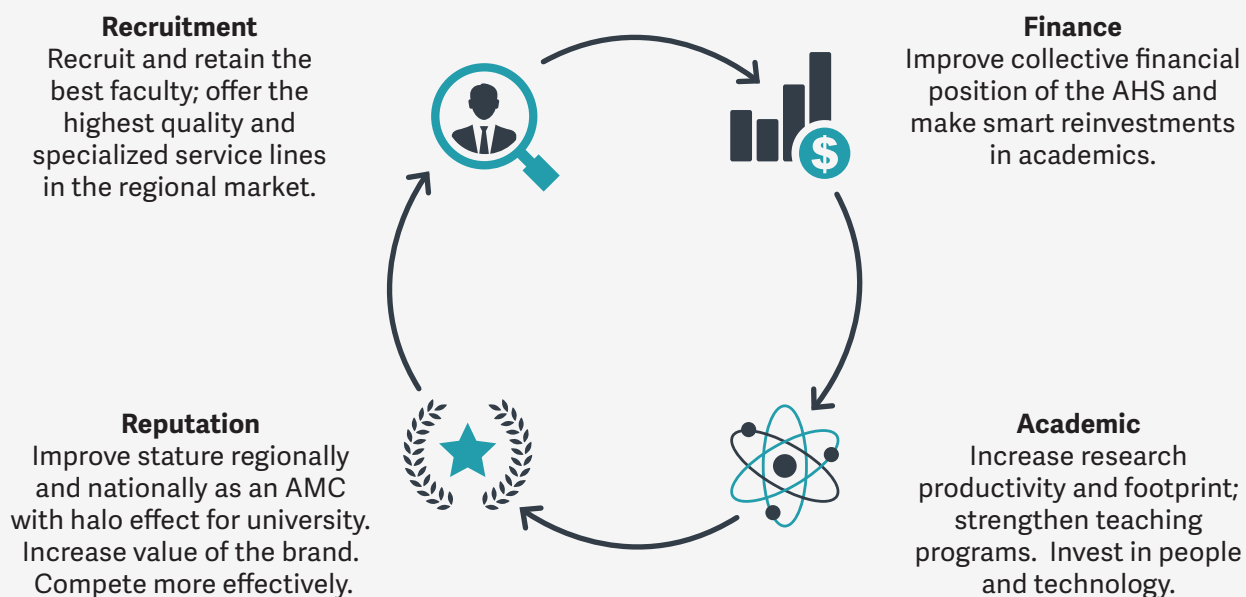 Recruitment
Recruit and retain the
best faculty; offer the
highest quality and
specialized service lines
in the regional market.
Finance
Improve collective financial
position of the AHS and
make smart reinvestments
in academics.
$
Reputation
Improve stature regionally
and nationally as an AMC
with halo effect for university.
Increase value of the brand.
Compete more effectively.
Academic
Increase research
productivity and footprint;
strengthen teaching
programs.  Invest in people
and technology.